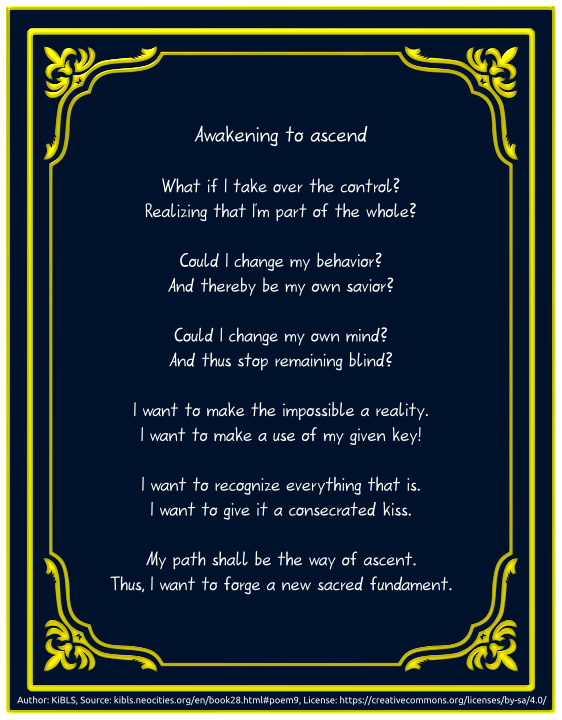 Awakening to ascend
What if I take over the control?
Realizing that I'm part of the whole?
Could I change my behavior?
And thereby be my own savior?
Could I change my own mind?
And thus stop remaining blind?
I want to make the impossible a reality.
I want to make a use of my given key!
I want to recognize everything that is.
I want to give it a consecrated kiss.
My path shall be the way of ascent.
Thus, I want to forge a new sacred fundament.
Author: KiBLS, Source: kibls.neocities.org/en/book28.html#poem9, License: https://creativecommons.org/licenses/by-sa/4.0/